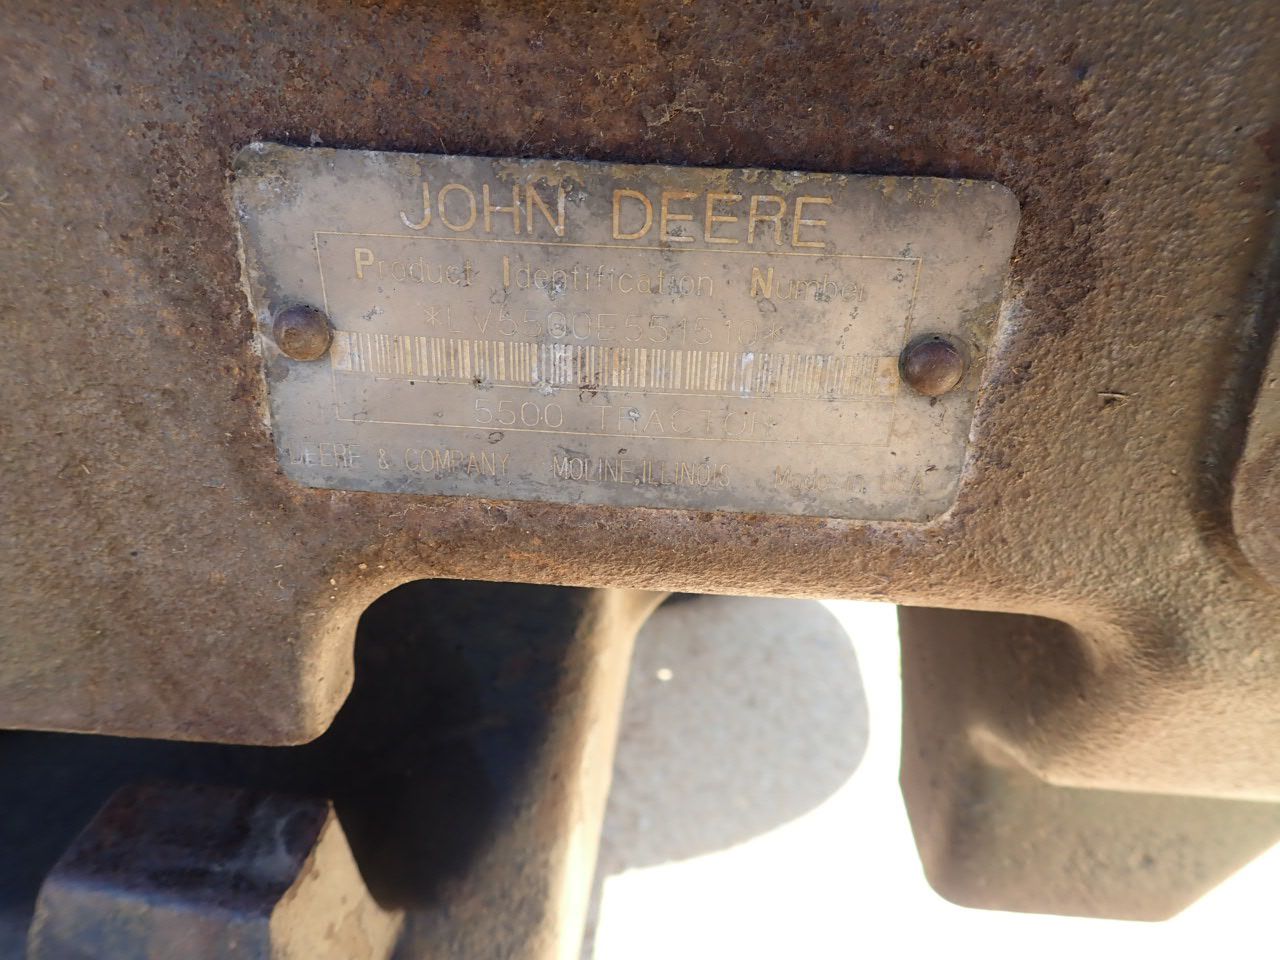 JOHN DEERE
Product Identification Number
*LV5500E551510*
5500 TRACTOR
DEERE & COMPANY MOLINE, ILLINOIS Made in USA